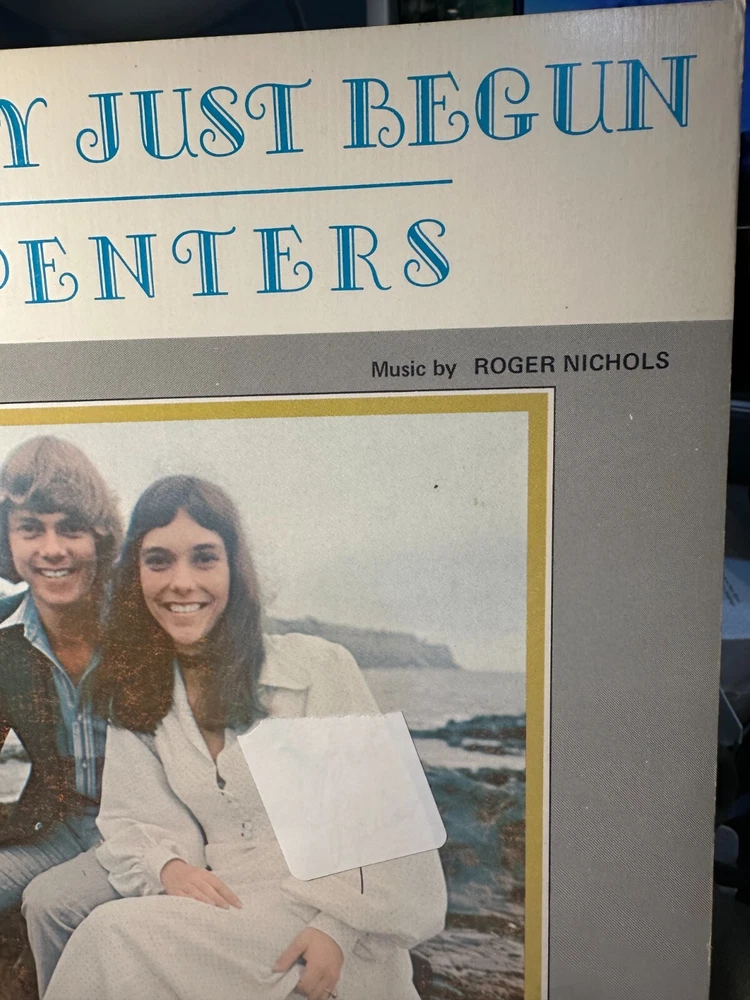 Y JUST BEGUN
PENTERS
Music by ROGER NICHOLS